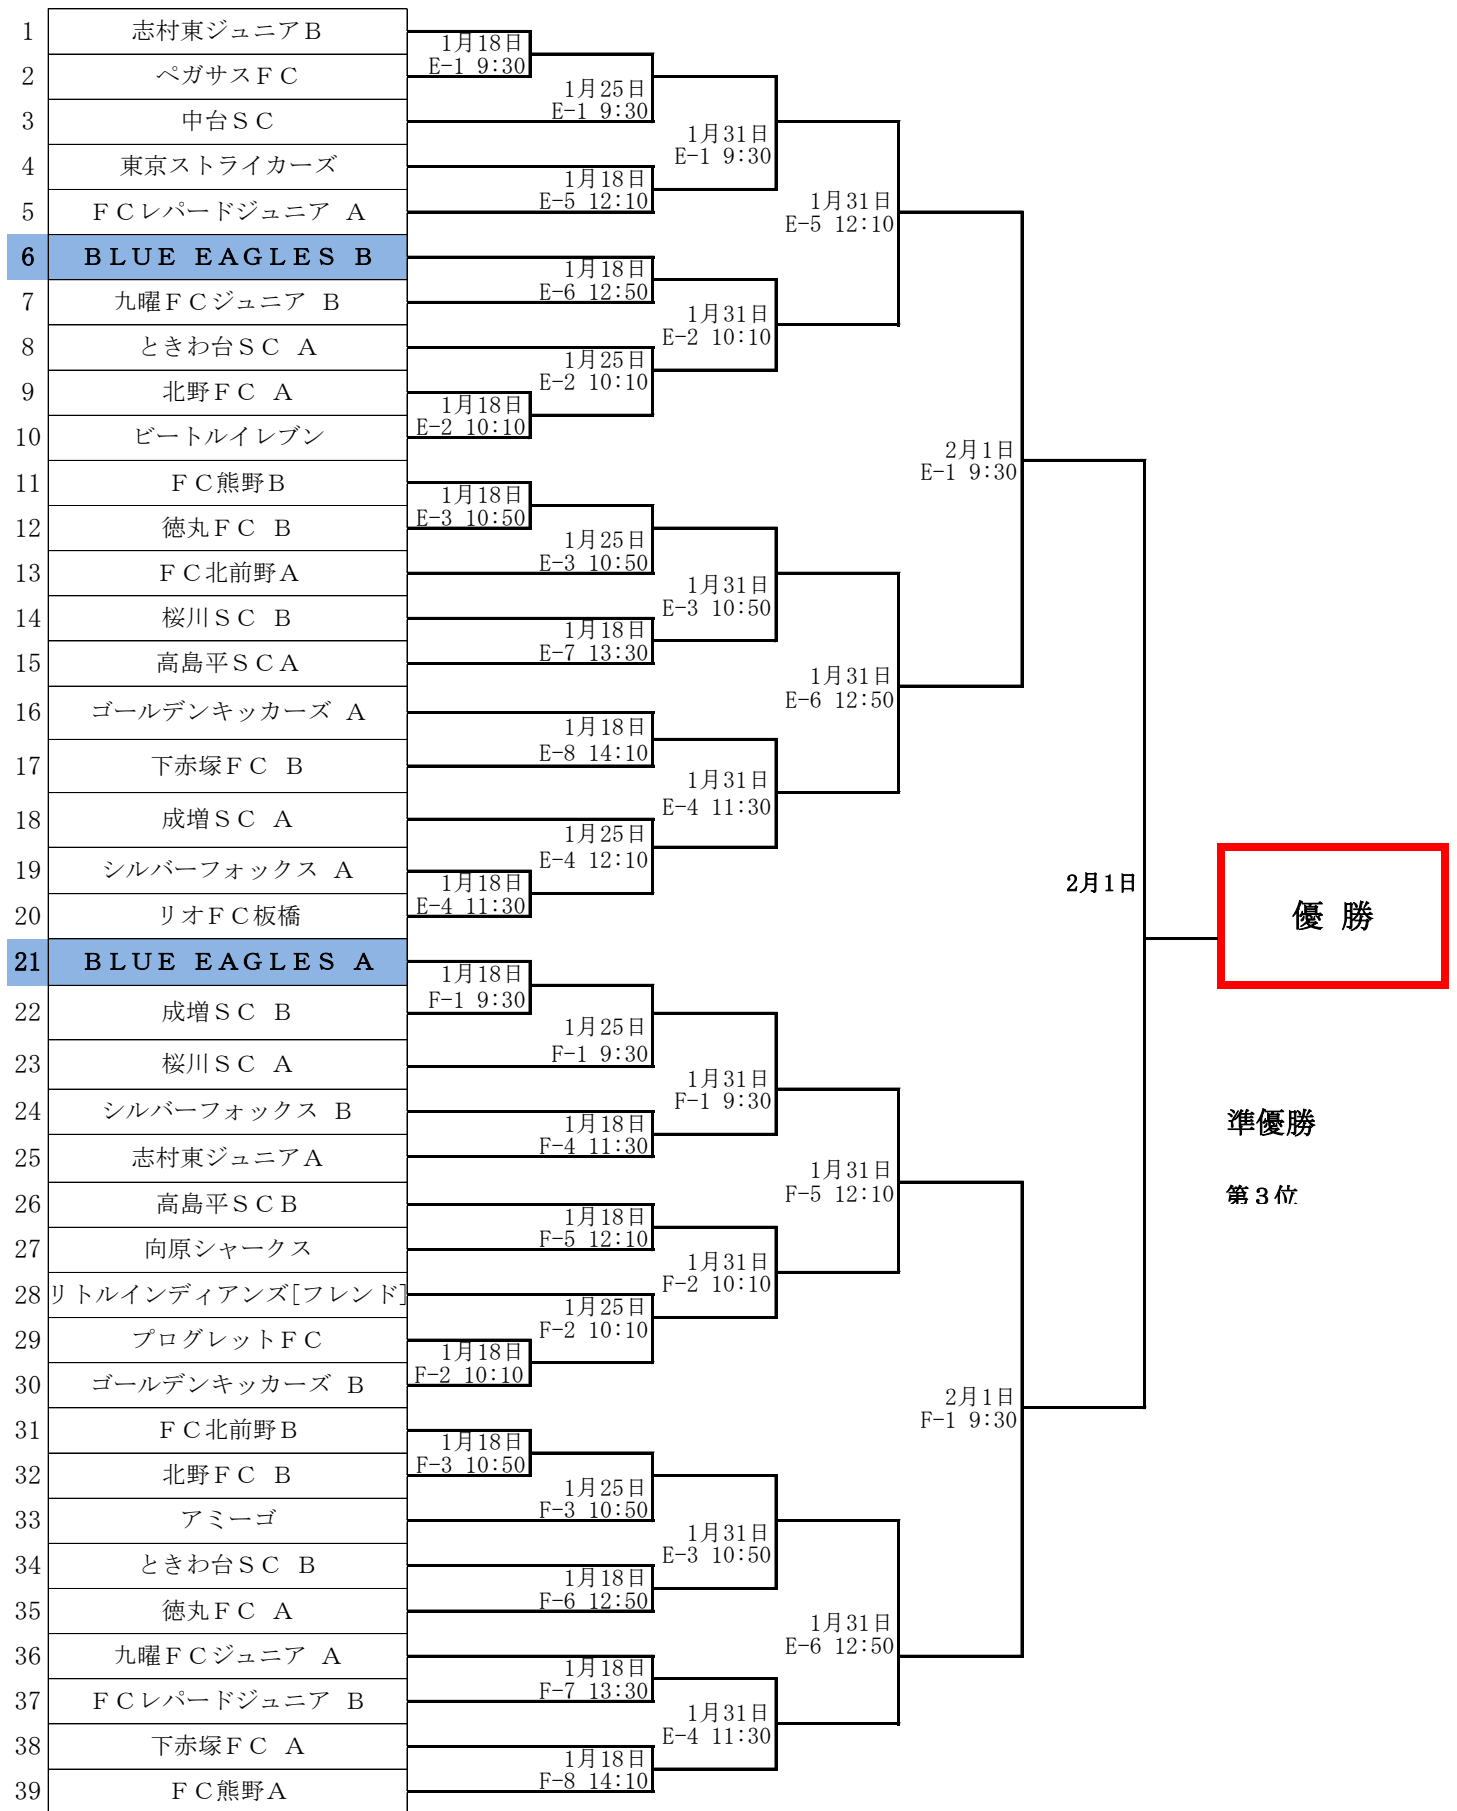 1 志村東ジュニアB
1月18日
E-1 9:30
2 ペガサスFC
1月25日
E-1 9:30
3 中台SC
1月31日
E-1 9:30
4 東京ストライカーズ
1月18日
E-5 12:10
5 FCレパードジュニア A
1月31日
E-5 12:10
6 BLUE EAGLES B
1月18日
E-6 12:50
7 九曜FCジュニア B
1月31日
E-2 10:10
8 ときわ台SC A
1月25日
E-2 10:10
9 北野FC A
1月18日
E-2 10:10
10 ビートルイレブン
2月1日
E-1 9:30
11 FC熊野B
1月18日
E-3 10:50
12 徳丸FC B
1月25日
E-3 10:50
13 FC北前野A
1月31日
E-3 10:50
14 桜川SC B
1月18日
E-7 13:30
15 高島平SCA
1月31日
E-6 12:50
16 ゴールデンキッカーズ A
1月18日
E-8 14:10
17 下赤塚FC B
1月31日
E-4 11:30
18 成増SC A
1月25日
E-4 12:10
19 シルバーフォックス A
1月18日
E-4 11:30
2月1日
20 リオFC板橋
優 勝
21 BLUE EAGLES A
1月18日
F-1 9:30
22 成増SC B
1月25日
F-1 9:30
23 桜川SC A
1月31日
F-1 9:30
24 シルバーフォックス B
1月18日
F-4 11:30
準優勝
25 志村東ジュニアA
1月31日
F-5 12:10
第3位
26 高島平SCB
1月18日
F-5 12:10
27 向原シャークス
1月31日
F-2 10:10
28 リトルインディアンズ[フレンド]
1月25日
F-2 10:10
29 プログレットFC
1月18日
F-2 10:10
30 ゴールデンキッカーズ B
2月1日
F-1 9:30
31 FC北前野B
1月18日
F-3 10:50
32 北野FC B
1月25日
F-3 10:50
33 アミーゴ
1月31日
E-3 10:50
34 ときわ台SC B
1月18日
F-6 12:50
35 徳丸FC A
1月31日
E-6 12:50
36 九曜FCジュニア A
1月18日
F-7 13:30
37 FCレパードジュニア B
1月31日
E-4 11:30
38 下赤塚FC A
1月18日
F-8 14:10
39 FC熊野A